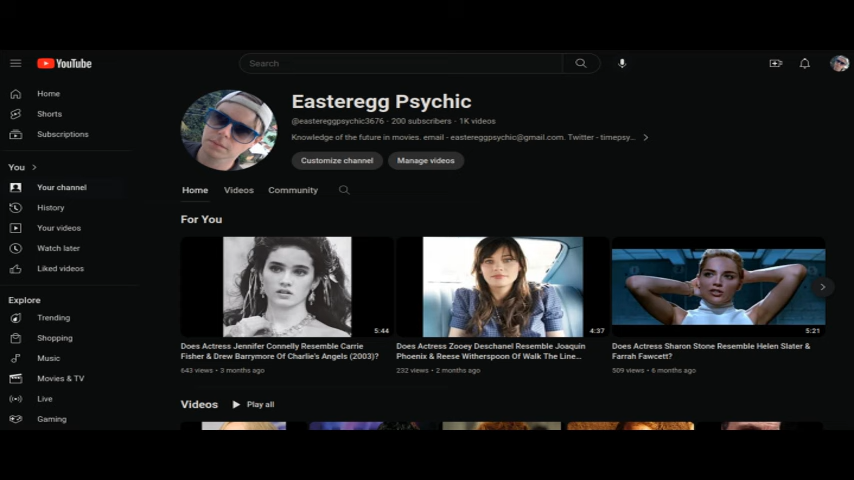 YouTube
Search
Home
Shorts
Subscriptions
You
Your channel
History
Your videos
Watch later
Liked videos
Explore
Trending
Shopping
Music
Movies & TV
Live
Gaming
Easteregg Psychic
@eastereggpsychic3676 · 200 subscribers · 1K videos
Knowledge of the future in movies. email - eastereggpsychic@gmail.com. Twitter - timepsy...
Customize channel
Manage videos
Home Videos Community
For You
5:44
4:37
5:21
Does Actress Jennifer Connelly Resemble Carrie
Fisher & Drew Barrymore Of Charlie's Angels (2003)?
643 views · 3 months ago
Does Actress Zooey Deschanel Resemble Joaquin
Phoenix & Reese Witherspoon Of Walk The Line...
232 views · 2 months ago
Does Actress Sharon Stone Resemble Helen Slater &
Farrah Fawcett?
509 views · 6 months ago
Videos
Play all